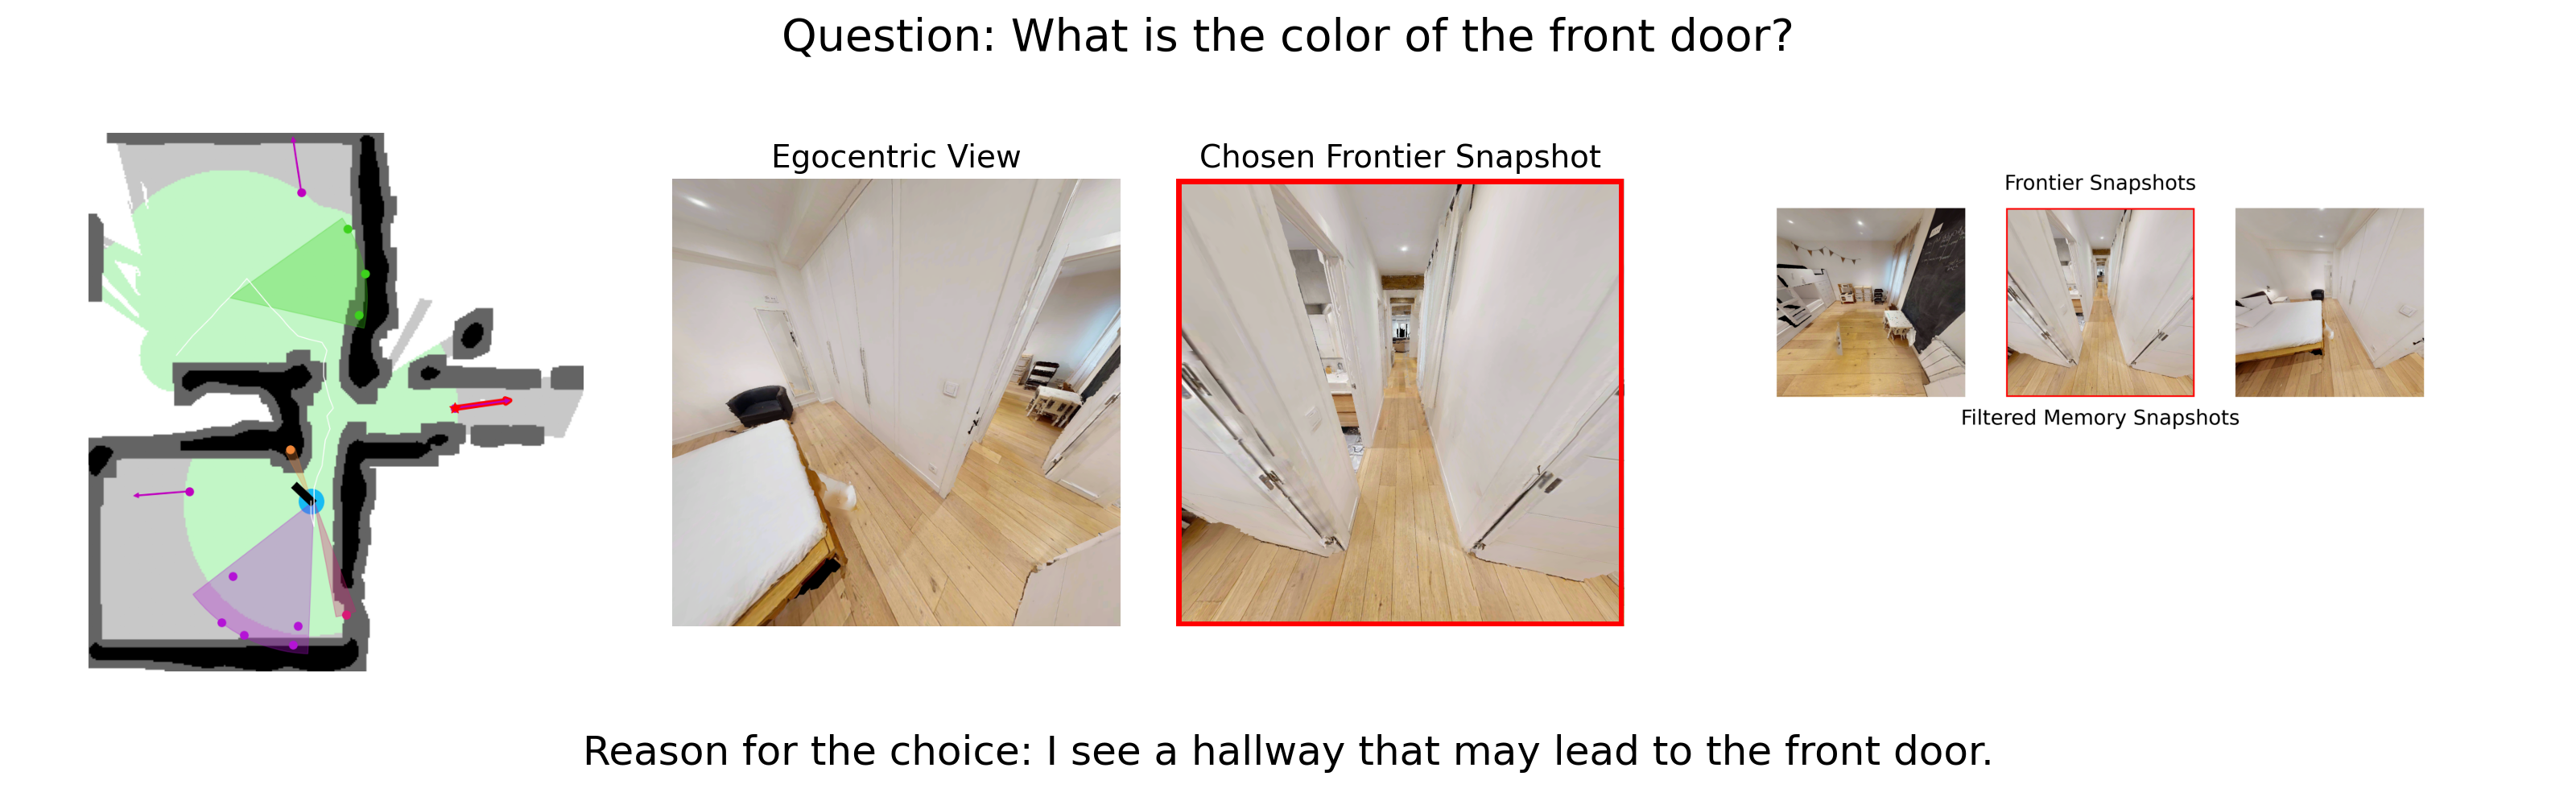 Question: What is the color of the front door?
Egocentric View
Chosen Frontier Snapshot
Frontier Snapshots
Filtered Memory Snapshots
Reason for the choice: I see a hallway that may lead to the front door.